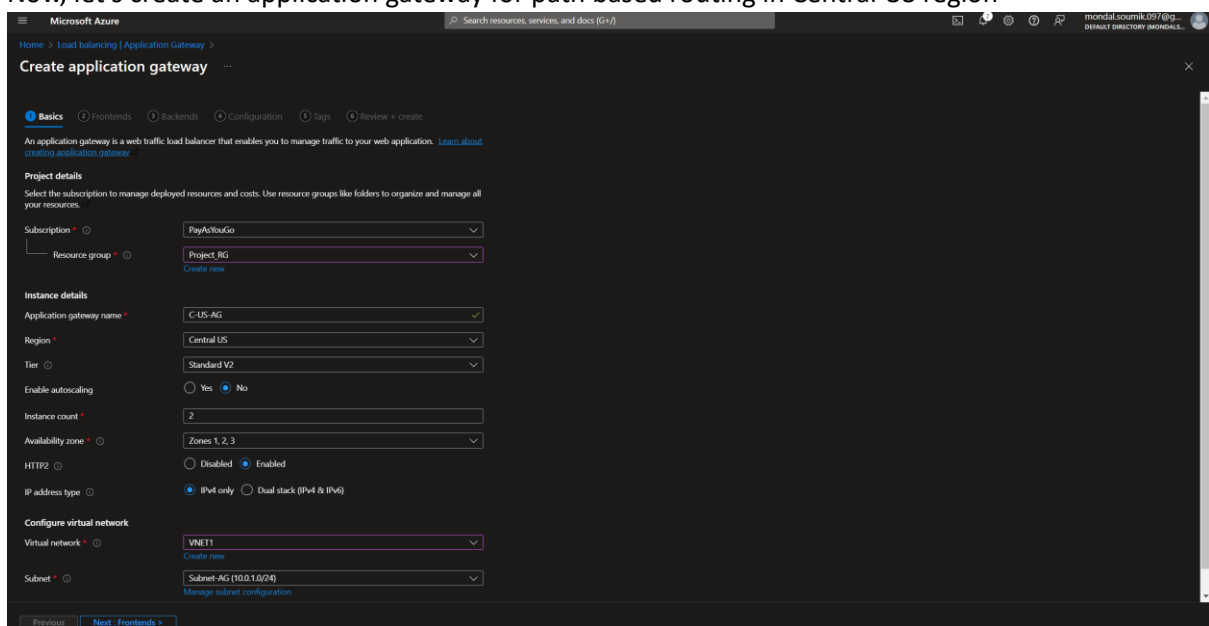 Now, let's create an application gateway for path based routing in Central US region
Microsoft Azure
Search resources, services, and docs (G+/)
mondal.soumik.097@g...
DEFAULT DIRECTORY (MONDALS...
Home > Load balancing | Application Gateway >
Create application gateway ...
1 Basics 2 Frontends 3 Backends 4 Configuration 5 Tags 6 Review + create
An application gateway is a web traffic load balancer that enables you to manage traffic to your web application. Learn about
creating application gateway
Project details
Select the subscription to manage deployed resources and costs. Use resource groups like folders to organize and manage all
your resources.
Subscription * PayAsYouGo
Resource group * Project_RG
Create new
Instance details
Application gateway name * C-US-AG
Region * Central US
Tier Standard V2
Enable autoscaling Yes No
Instance count * 2
Availability zone * Zones 1, 2, 3
HTTP2 Disabled Enabled
IP address type IPv4 only Dual stack (IPv4 & IPv6)
Configure virtual network
Virtual network * VNET1
Create new
Subnet * Subnet-AG (10.0.1.0/24)
Manage subnet configuration
Previous Next : Frontends >